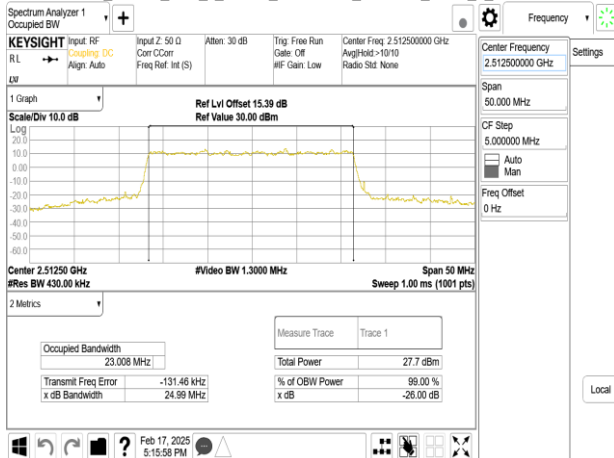 Spectrum Analyzer 1
Occupied BW
Frequency
KEYSIGHT
RL
LXI
Input: RF
Coupling: DC
Align: Auto
Input Z: 50 Ω
Corr CCorr
Freq Ref: Int (S)
Atten: 30 dB
Trig: Free Run
Gate: Off
#IF Gain: Low
Center Freq: 2.512500000 GHz
Avg|Hold:>10/10
Radio Std: None
Center Frequency
2.512500000 GHz
Settings
Span
50.000 MHz
CF Step
5.000000 MHz
Auto
Man
Freq Offset
0 Hz
Local
1 Graph
Scale/Div 10.0 dB
Ref Lvl Offset 15.39 dB
Ref Value 30.00 dBm
Log
20.0
10.0
0.00
-10.0
-20.0
-30.0
-40.0
-50.0
-60.0
Center 2.51250 GHz
#Video BW 1.3000 MHz
Span 50 MHz
#Res BW 430.00 kHz
Sweep 1.00 ms (1001 pts)
2 Metrics
Measure Trace Trace 1
Occupied Bandwidth
23.008 MHz
Total Power 27.7 dBm
Transmit Freq Error -131.46 kHz
% of OBW Power 99.00 %
x dB Bandwidth 24.99 MHz
x dB -26.00 dB
Feb 17, 2025
5:15:58 PM